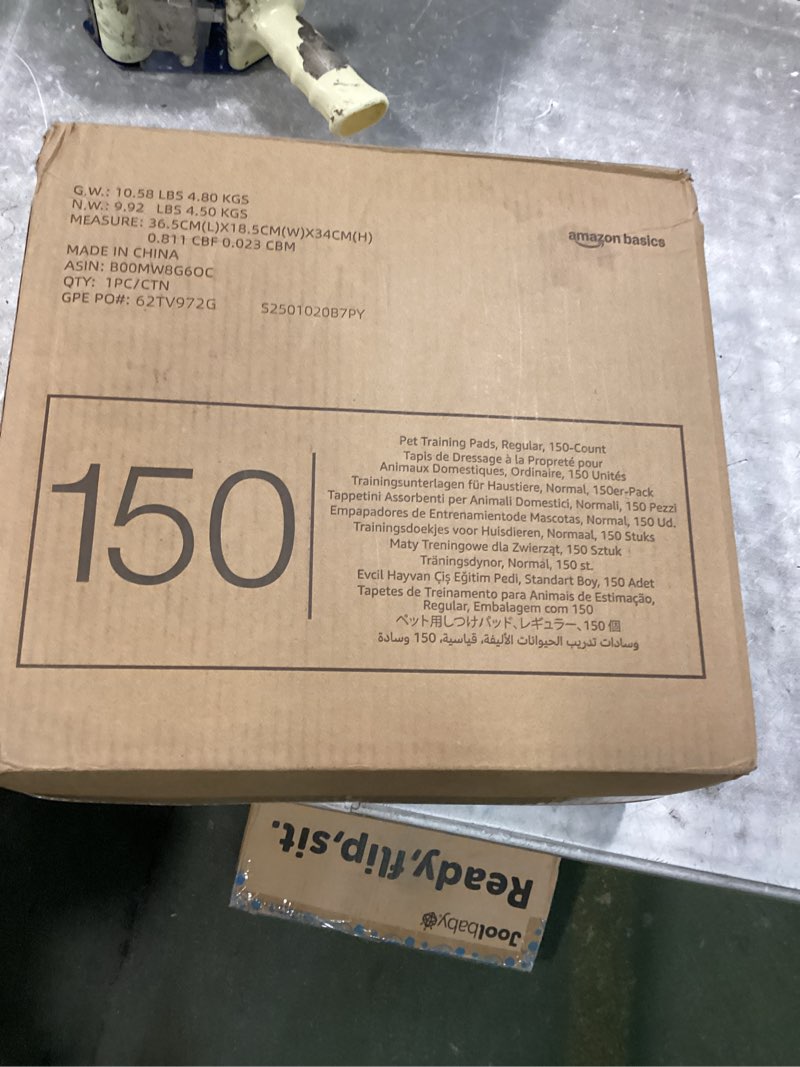 G.W.: 10.58 LBS 4.80 KGS
N.W.: 9.92 LBS 4.50 KGS
MEASURE: 36.5CM(L)X18.5CM(W)X34CM(H)
0.811 CBF 0.023 CBM
MADE IN CHINA
ASIN: B00MW8G6OC
QTY: 1PC/CTN
GPE PO#: 62TV972G
S2501020B7PY
amazon basics
150
Pet Training Pads, Regular, 150-Count
Tapis de Dressage à la Propreté pour
Animaux Domestiques, Ordinaire, 150 Unités
Trainingsunterlagen für Haustiere, Normal, 150er-Pack
Tappetini Assorbenti per Animali Domestici, Normali, 150 Pezzi
Empapadores de Entrenamientode Mascotas, Normal, 150 Ud.
Trainingsdoekjes voor Huisdieren, Normaal, 150 Stuks
Maty Treningowe dla Zwierząt, 150 Sztuk
Träningsdynor, Normal, 150 st.
Evcil Hayvan Çiş Eğitim Pedi, Standart Boy, 150 Adet
Tapetes de Treinamento para Animais de Estimação,
Regular, Embalagem com 150
ペット用しつけパッド、レギュラー、150 個
وسادات تدريب الحيوانات الأليفة، قياسية، 150 وسادة
Joolbaby
Ready,flip,sit.